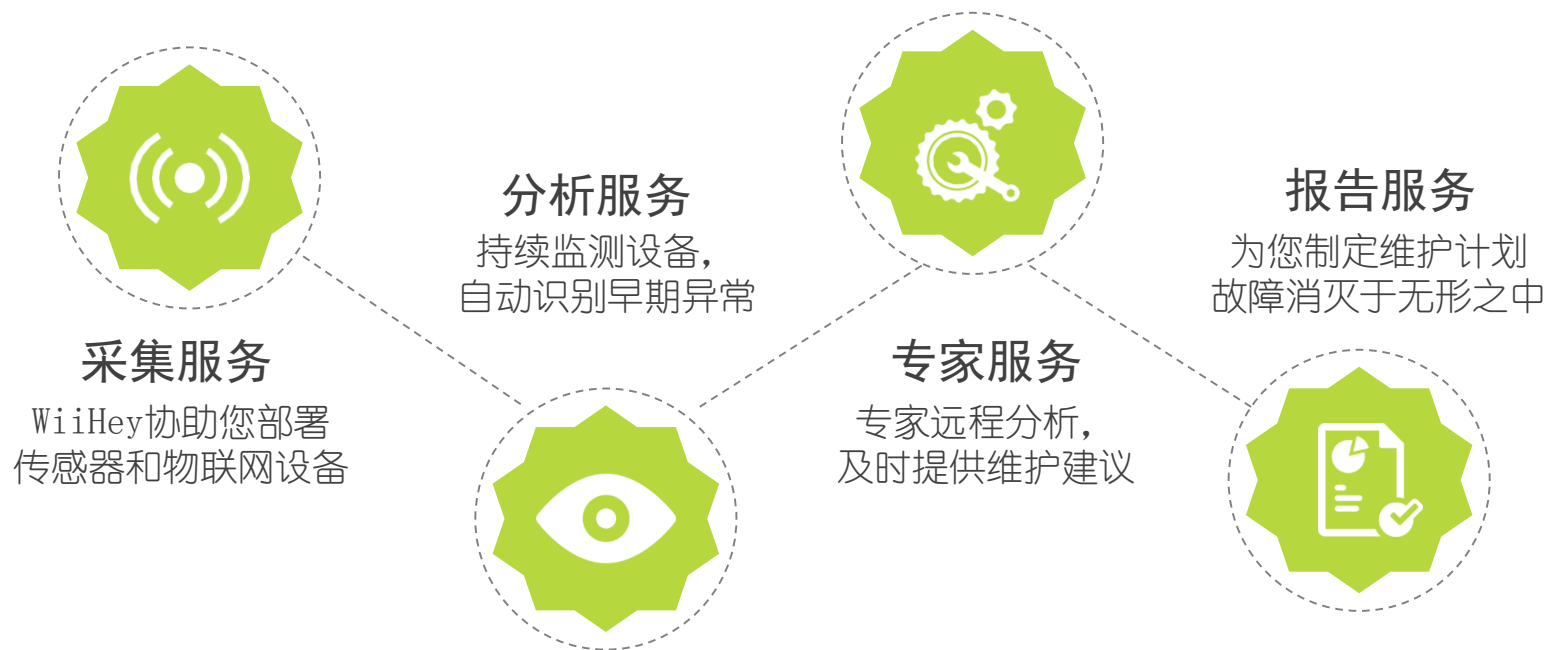 采集服务
WiiHey协助您部署
传感器和物联网设备
分析服务
持续监测设备，
自动识别早期异常
专家服务
专家远程分析，
及时提供维护建议
报告服务
为您制定维护计划
故障消灭于无形之中